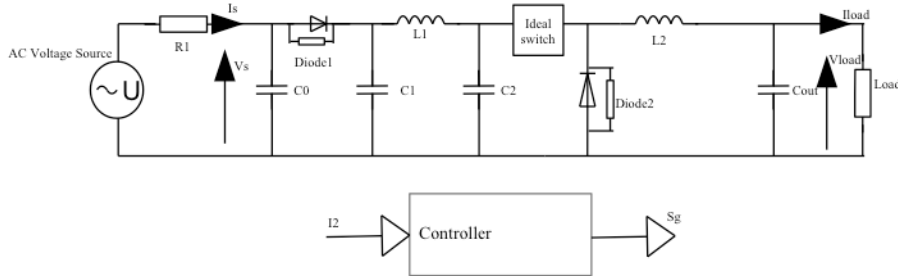 Is
Iload
R1
L1
Ideal
switch
L2
AC Voltage Source
Vs
Diode1
Vload
Load
U
C0
C1
C2
Diode2
Cout
I2
Controller
Sg